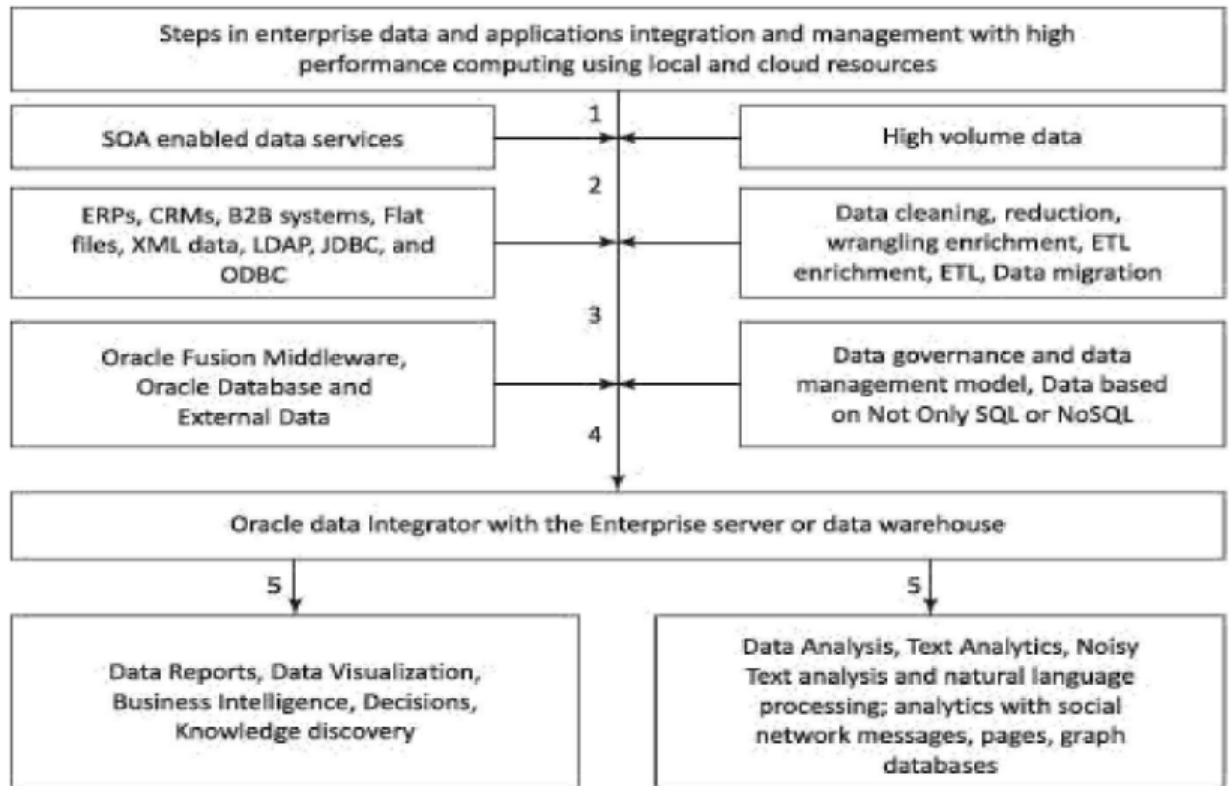 Steps in enterprise data and applications integration and management with high
performance computing using local and cloud resources
1
SOA enabled data services
High volume data
2
ERPs, CRMs, B2B systems, Flat
files, XML data, LDAP, JDBC, and
ODBC
Data cleaning, reduction,
wrangling enrichment, ETL
enrichment, ETL, Data migration
3
Oracle Fusion Middleware,
Oracle Database and
External Data
Data governance and data
management model, Data based
on Not Only SQL or NoSQL
4
Oracle data Integrator with the Enterprise server or data warehouse
5
5
Data Reports, Data Visualization,
Business Intelligence, Decisions,
Knowledge discovery
Data Analysis, Text Analytics, Noisy
Text analysis and natural language
processing; analytics with social
network messages, pages, graph
databases